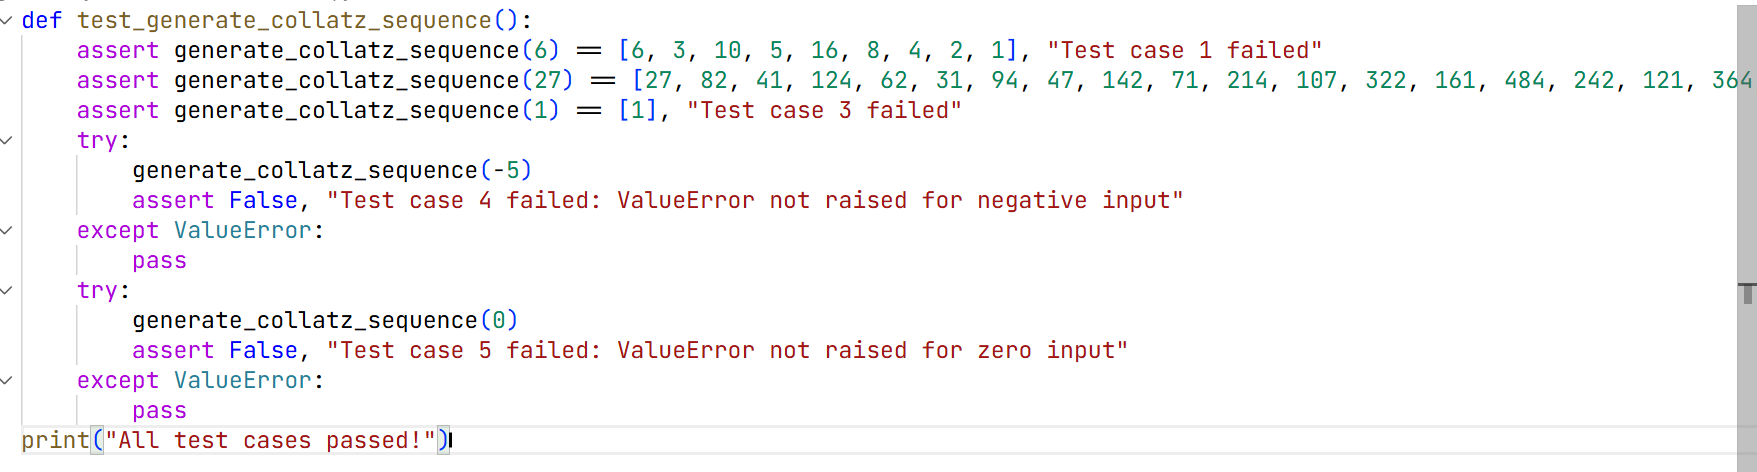 def test_generate_collatz_sequence():
    assert generate_collatz_sequence(6) == [6, 3, 10, 5, 16, 8, 4, 2, 1], "Test case 1 failed"
    assert generate_collatz_sequence(27) == [27, 82, 41, 124, 62, 31, 94, 47, 142, 71, 214, 107, 322, 161, 484, 242, 121, 364
    assert generate_collatz_sequence(1) == [1], "Test case 3 failed"
    try:
        generate_collatz_sequence(-5)
        assert False, "Test case 4 failed: ValueError not raised for negative input"
    except ValueError:
        pass
    try:
        generate_collatz_sequence(0)
        assert False, "Test case 5 failed: ValueError not raised for zero input"
    except ValueError:
        pass
print("All test cases passed!")